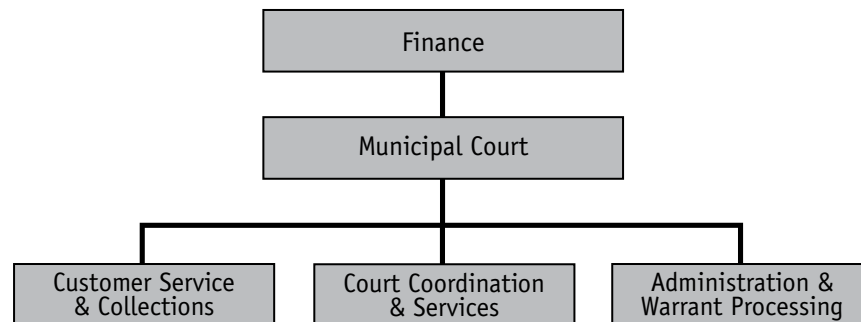 Finance
Municipal Court
Customer Service
& Collections
Court Coordination
& Services
Administration &
Warrant Processing